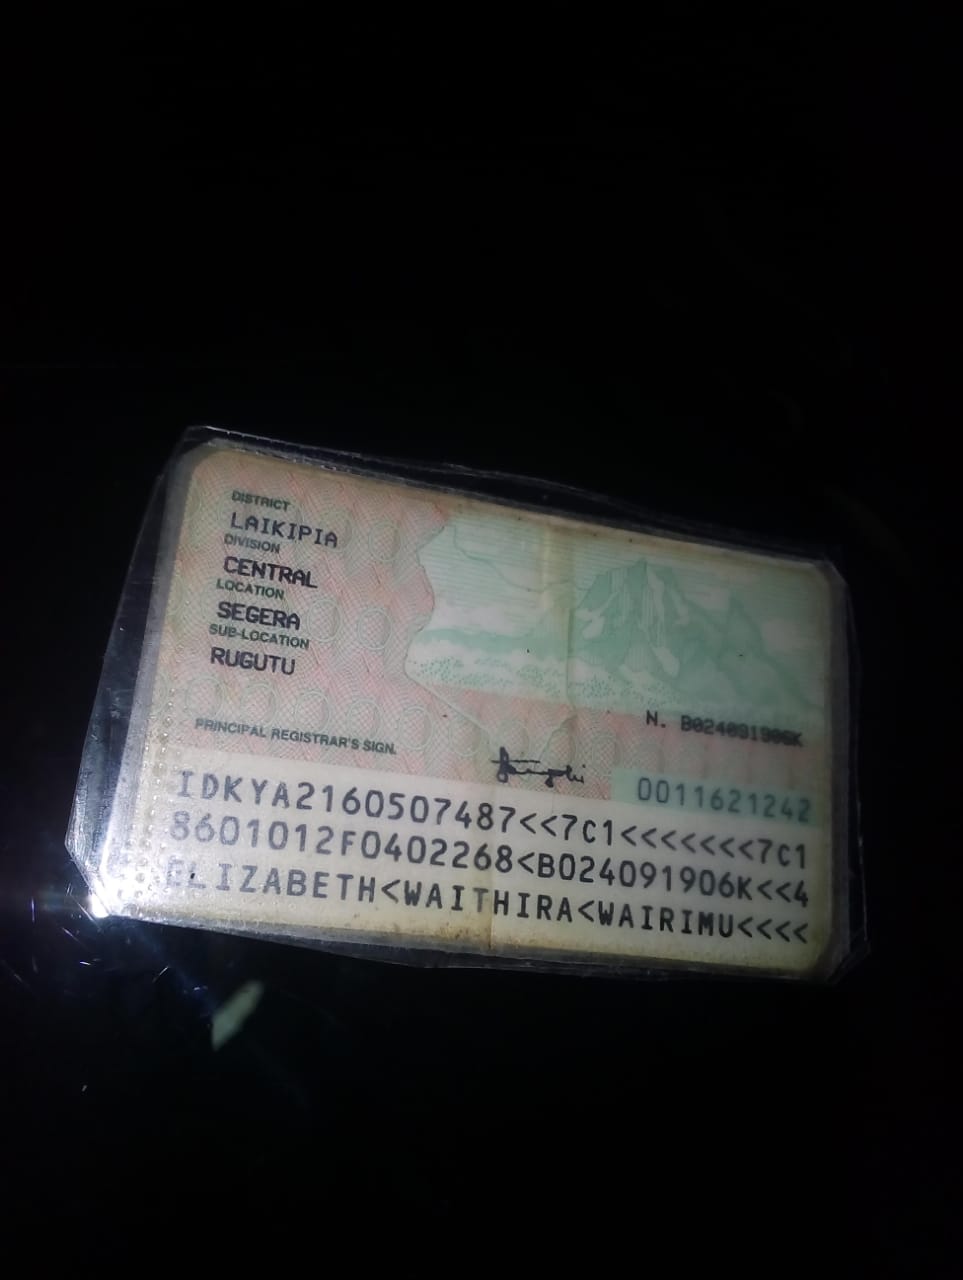 DISTRICT
LAIKIPIA
DIVISION
CENTRAL
LOCATION
SEGERA
SUB-LOCATION
RUGUTU
N. B024091906K
PRINCIPAL REGISTRAR'S SIGN.
0011621242
IDKYA2160507487<<7C1<<<<<<<7C1
8601012F0402268<B024091906K<<4
ELIZABETH<WAITHIRA<WAIRIMU<<<<